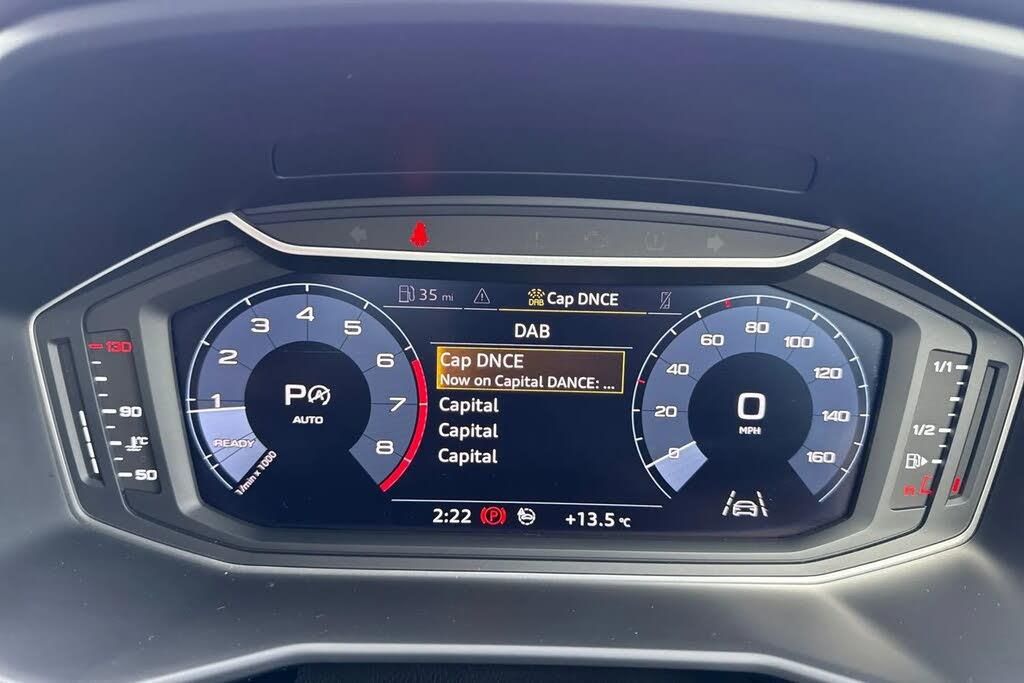 35 mi
DAB Cap DNCE
DAB
Cap DNCE
Now on Capital DANCE: ...
Capital
Capital
Capital
2:22 P +13.5 °C
130
90
°C
50
1
2
3
4
5
6
7
8
READY
1/min x 1000
P A
AUTO
0
20
40
60
80
100
120
140
160
0
MPH
1/1
1/2